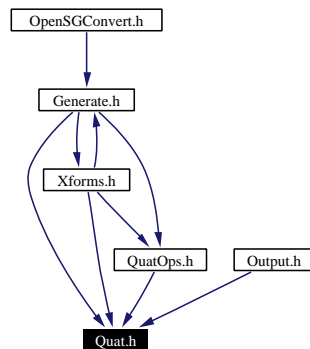 OpenSGConvert.h
Generate.h
Xforms.h
QuatOps.h
Output.h
Quat.h